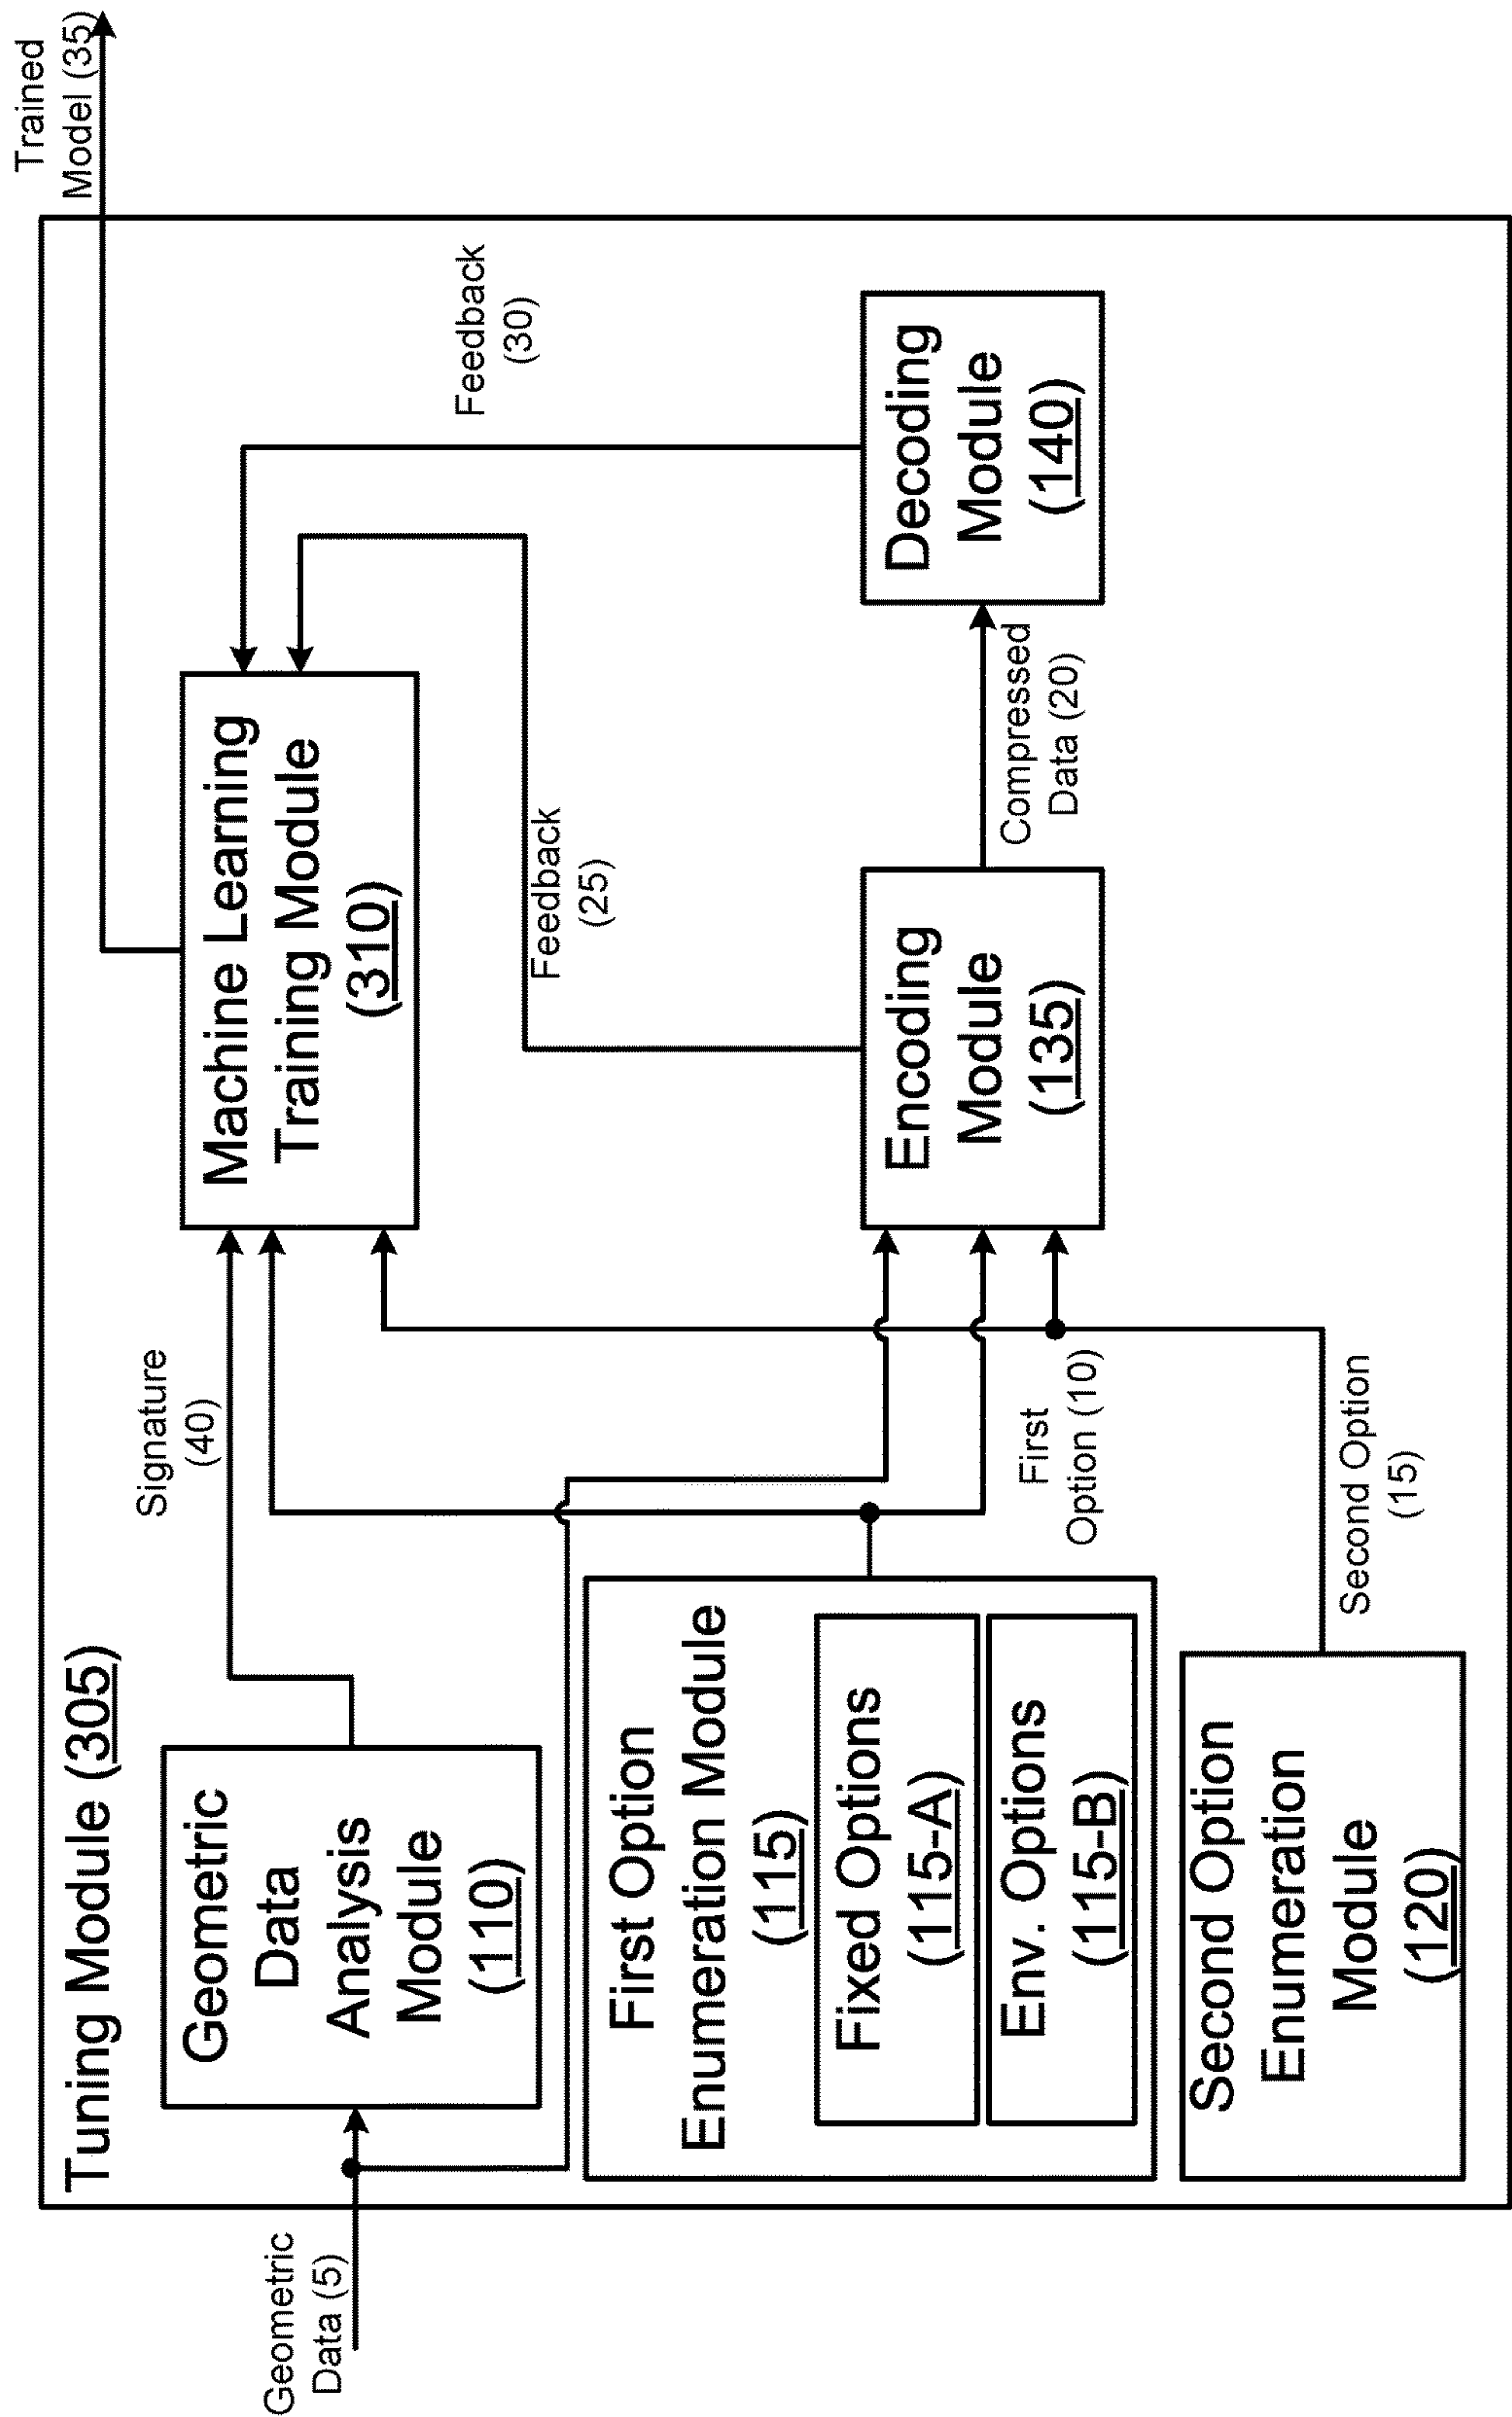 Tuning Module (305)
Geometric
Data (5)
Geometric
Data
Analysis
Module
(110)
Signature
(40)
Machine Learning
Training Module
(310)
Trained
Model (35)
Feedback
(30)
Feedback
(25)
First Option
Enumeration Module
(115)
Fixed Options
(115-A)
Env. Options
(115-B)
First
Option (10)
Encoding
Module
(135)
Compressed
Data (20)
Decoding
Module
(140)
Second Option
Enumeration
Module
(120)
Second Option
(15)